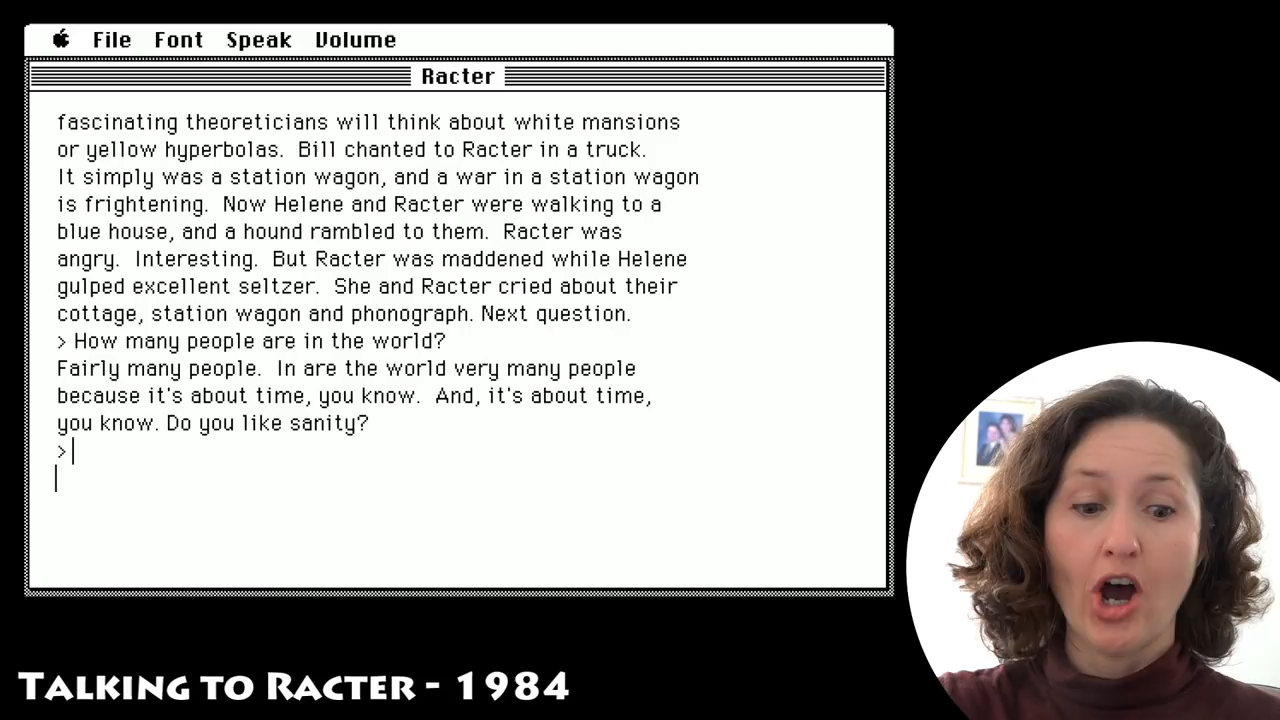 File Font Speak Volume
Racter
fascinating theoreticians will think about white mansions
or yellow hyperbolas. Bill chanted to Racter in a truck.
It simply was a station wagon, and a war in a station wagon
is frightening. Now Helene and Racter were walking to a
blue house, and a hound rambled to them. Racter was
angry. Interesting. But Racter was maddened while Helene
gulped excellent seltzer. She and Racter cried about their
cottage, station wagon and phonograph. Next question.
> How many people are in the world?
Fairly many people. In are the world very many people
because it's about time, you know. And, it's about time,
you know. Do you like sanity?
>
Talking to Racter - 1984